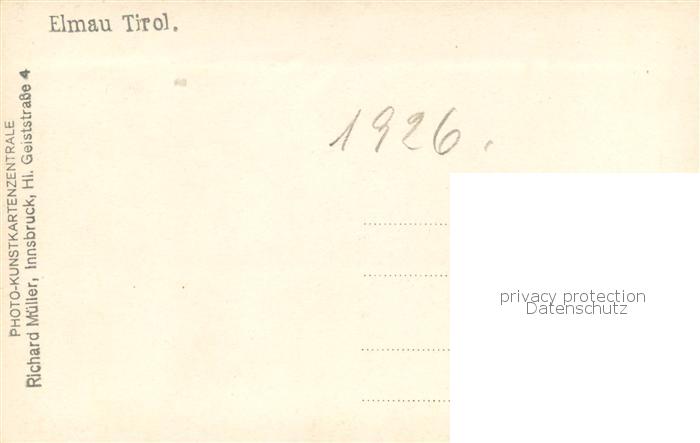 Elmau Tirol.
PHOTO-KUNSTKARTENZENTRALE
Richard Müller, Innsbruck, Hl. Geiststraße 4
1926.
privacy protection
Datenschutz